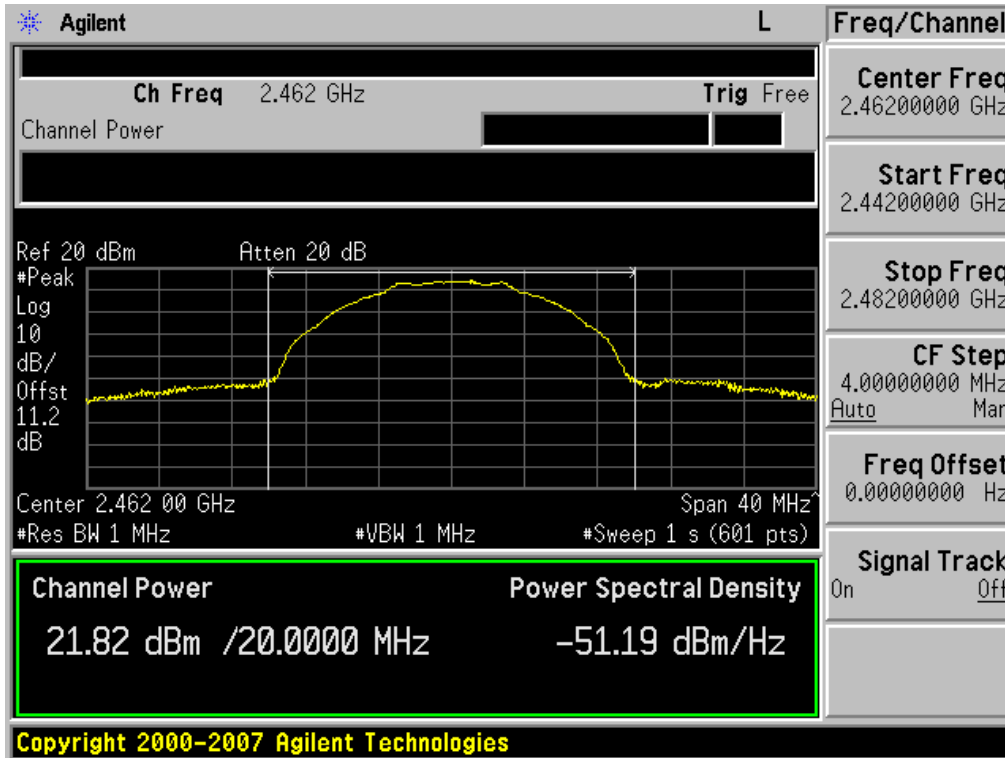 Agilent L Freq/Channel
Ch Freq 2.462 GHz Trig Free
Channel Power
Center Freq
2.46200000 GHz
Start Freq
2.44200000 GHz
Stop Freq
2.48200000 GHz
CF Step
4.00000000 MHz
Auto Man
Freq Offset
0.00000000 Hz
Signal Track
On Off
Ref 20 dBm Atten 20 dB
#Peak
Log
10
dB/
Offst
11.2
dB
Center 2.462 00 GHz Span 40 MHz^
#Res BW 1 MHz #VBW 1 MHz #Sweep 1 s (601 pts)
Channel Power Power Spectral Density
21.82 dBm /20.0000 MHz -51.19 dBm/Hz
Copyright 2000-2007 Agilent Technologies